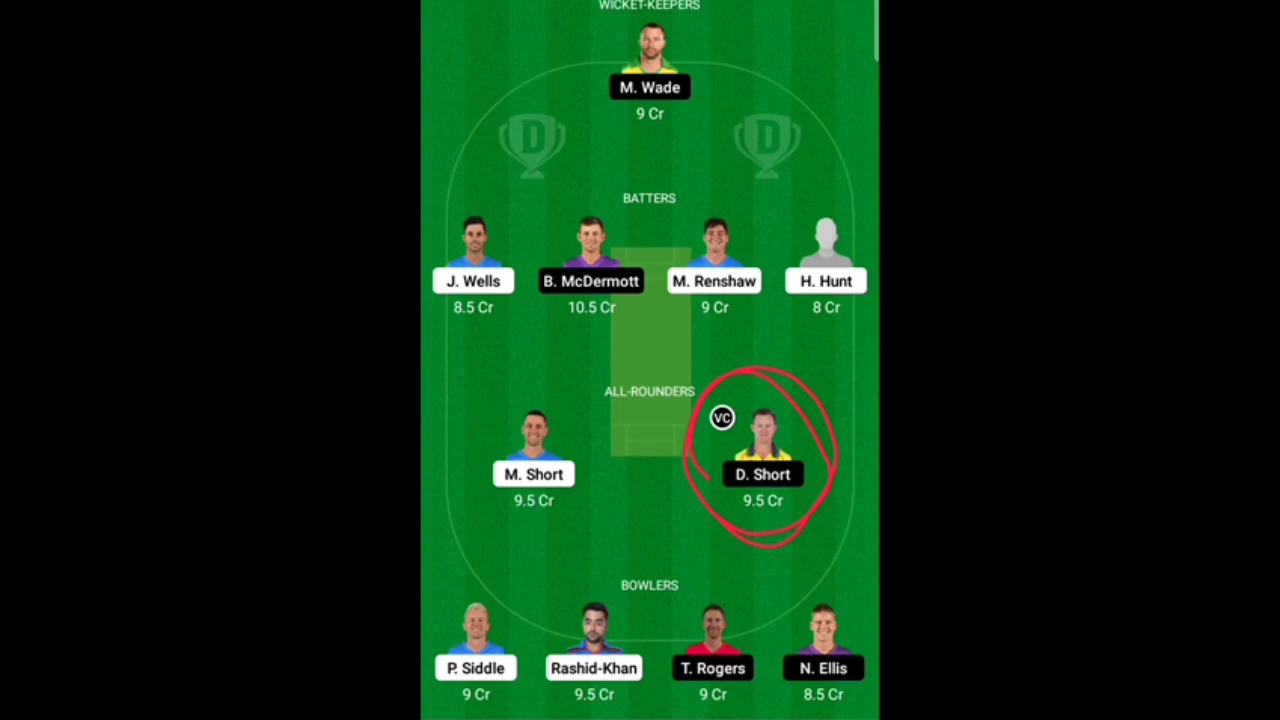 WICKET-KEEPERS
M. Wade
9 Cr
D D
BATTERS
J. Wells B. McDermott M. Renshaw H. Hunt
8.5 Cr 10.5 Cr 9 Cr 8 Cr
ALL-ROUNDERS
VC
M. Short D. Short
9.5 Cr 9.5 Cr
BOWLERS
P. Siddle Rashid-Khan T. Rogers N. Ellis
9 Cr 9.5 Cr 9 Cr 8.5 Cr